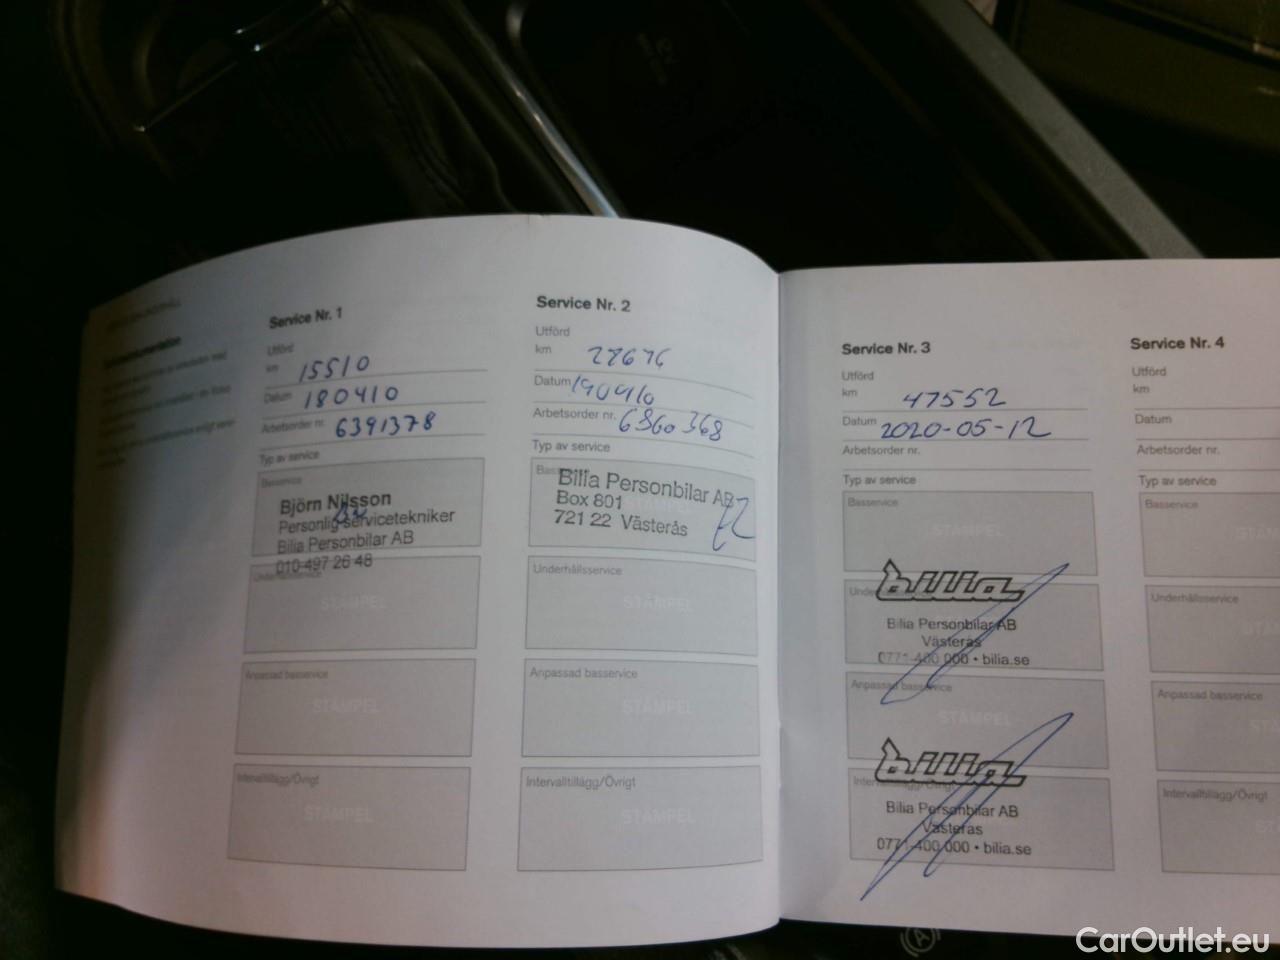 Service Nr. 1
Utförd
km 15510
Datum 180410
Arbetsorder nr. 6391378
Typ av service
Basservice
Björn Nilsson
Personlig servicetekniker
Bilia Personbilar AB
010-497 26 48
Underhållsservice
STÄMPEL
Anpassad basservice
STÄMPEL
Intervalltillägg/Övrigt
STÄMPEL
Service Nr. 2
Utförd
km
Datum 190410
Arbetsorder nr. 6860368
Typ av service
Bilia Personbilar AB
Box 801
721 22 Västerås
Underhållsservice
STÄMPEL
Anpassad basservice
STÄMPEL
Intervalltillägg/Övrigt
STÄMPEL
Service Nr. 3
Utförd
km 47552
Datum 2020-05-12
Arbetsorder nr.
Typ av service
Basservice
STÄMPEL
bilia
Bilia Personbilar AB
Västerås
0771-400 000 • bilia.se
Anpassad basservice
STÄMPEL
bilia
Bilia Personbilar AB
Västerås
0771-400 000 • bilia.se
Service Nr. 4
Utförd
km
Datum
Arbetsorder nr.
Typ av service
Basservice
Underhållsservice
Anpassad basservice
Intervalltillägg/Övrigt
CarOutlet.eu